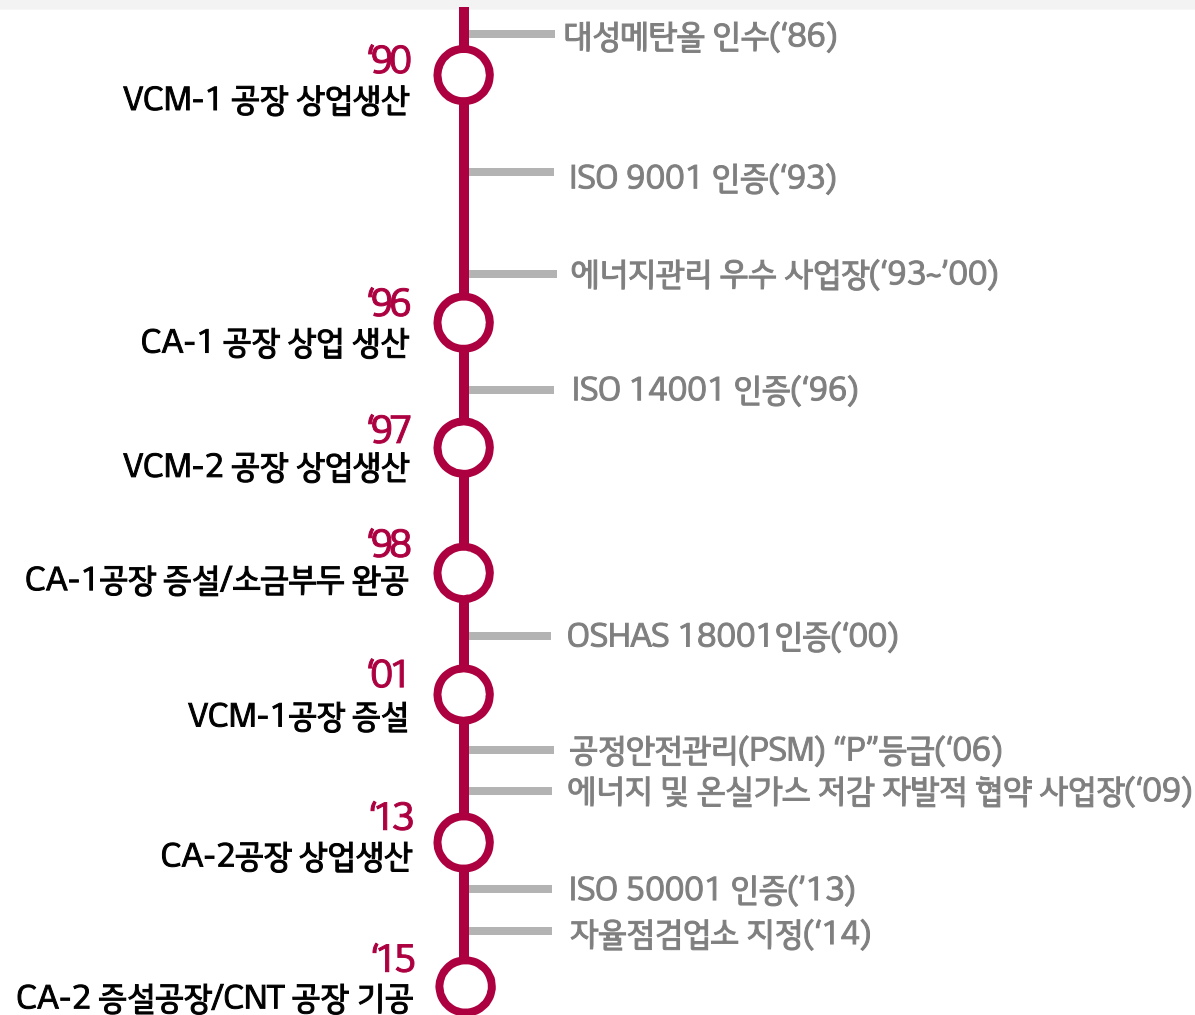 대성메탄올 인수(‘86)
‘90
VCM-1 공장 상업생산
ISO 9001 인증(‘93)
에너지관리 우수 사업장(‘93~’00)
‘96
CA-1 공장 상업 생산
ISO 14001 인증(‘96)
‘97
VCM-2 공장 상업생산
‘98
CA-1공장 증설/소금부두 완공
OSHAS 18001인증(‘00)
‘01
VCM-1공장 증설
공정안전관리(PSM) “P”등급(‘06)
에너지 및 온실가스 저감 자발적 협약 사업장(‘09)
‘13
CA-2공장 상업생산
ISO 50001 인증(’13)
자율점검업소 지정(‘14)
‘15
CA-2 증설공장/CNT 공장 기공